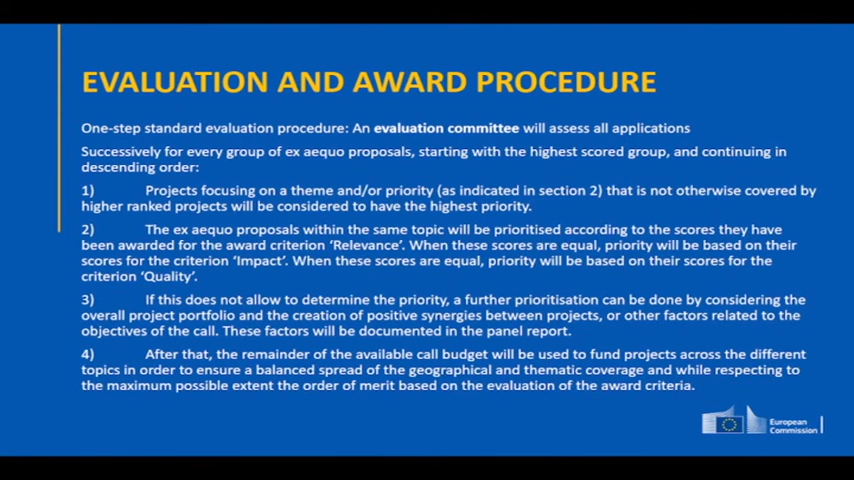 EVALUATION AND AWARD PROCEDURE
One-step standard evaluation procedure: An evaluation committee will assess all applications
Successively for every group of ex aequo proposals, starting with the highest scored group, and continuing in
descending order:
1) Projects focusing on a theme and/or priority (as indicated in section 2) that is not otherwise covered by
higher ranked projects will be considered to have the highest priority.
2) The ex aequo proposals within the same topic will be prioritised according to the scores they have
been awarded for the award criterion ‘Relevance’. When these scores are equal, priority will be based on their
scores for the criterion ‘Impact’. When these scores are equal, priority will be based on their scores for the
criterion ‘Quality’.
3) If this does not allow to determine the priority, a further prioritisation can be done by considering the
overall project portfolio and the creation of positive synergies between projects, or other factors related to the
objectives of the call. These factors will be documented in the panel report.
4) After that, the remainder of the available call budget will be used to fund projects across the different
topics in order to ensure a balanced spread of the geographical and thematic coverage and while respecting to
the maximum possible extent the order of merit based on the evaluation of the award criteria.
European
Commission